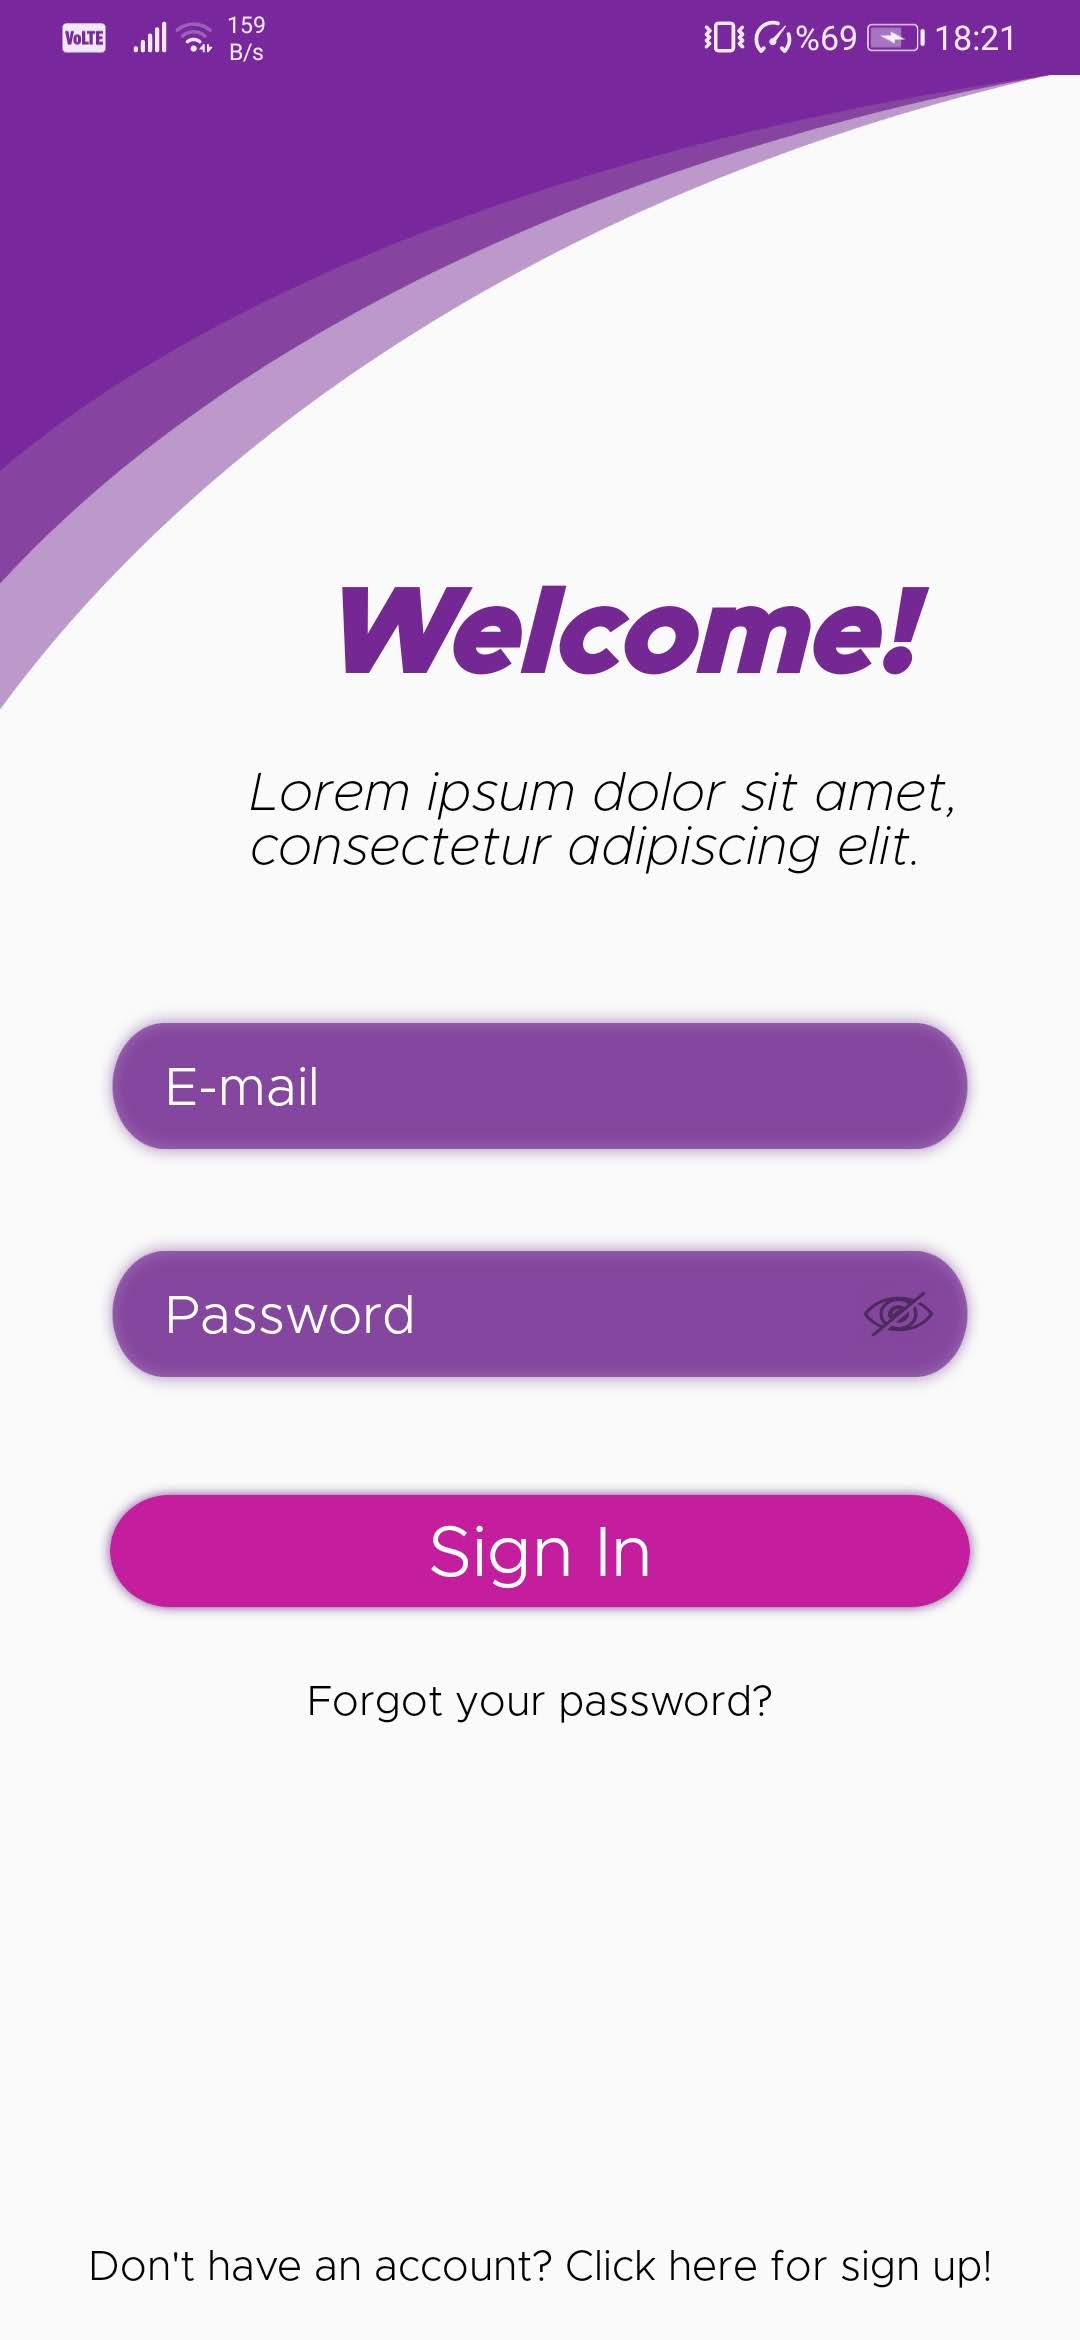 VoLTE 159 B/s %69 18:21
Welcome!
Lorem ipsum dolor sit amet,
consectetur adipiscing elit.
E-mail
Password
Sign In
Forgot your password?
Don't have an account? Click here for sign up!